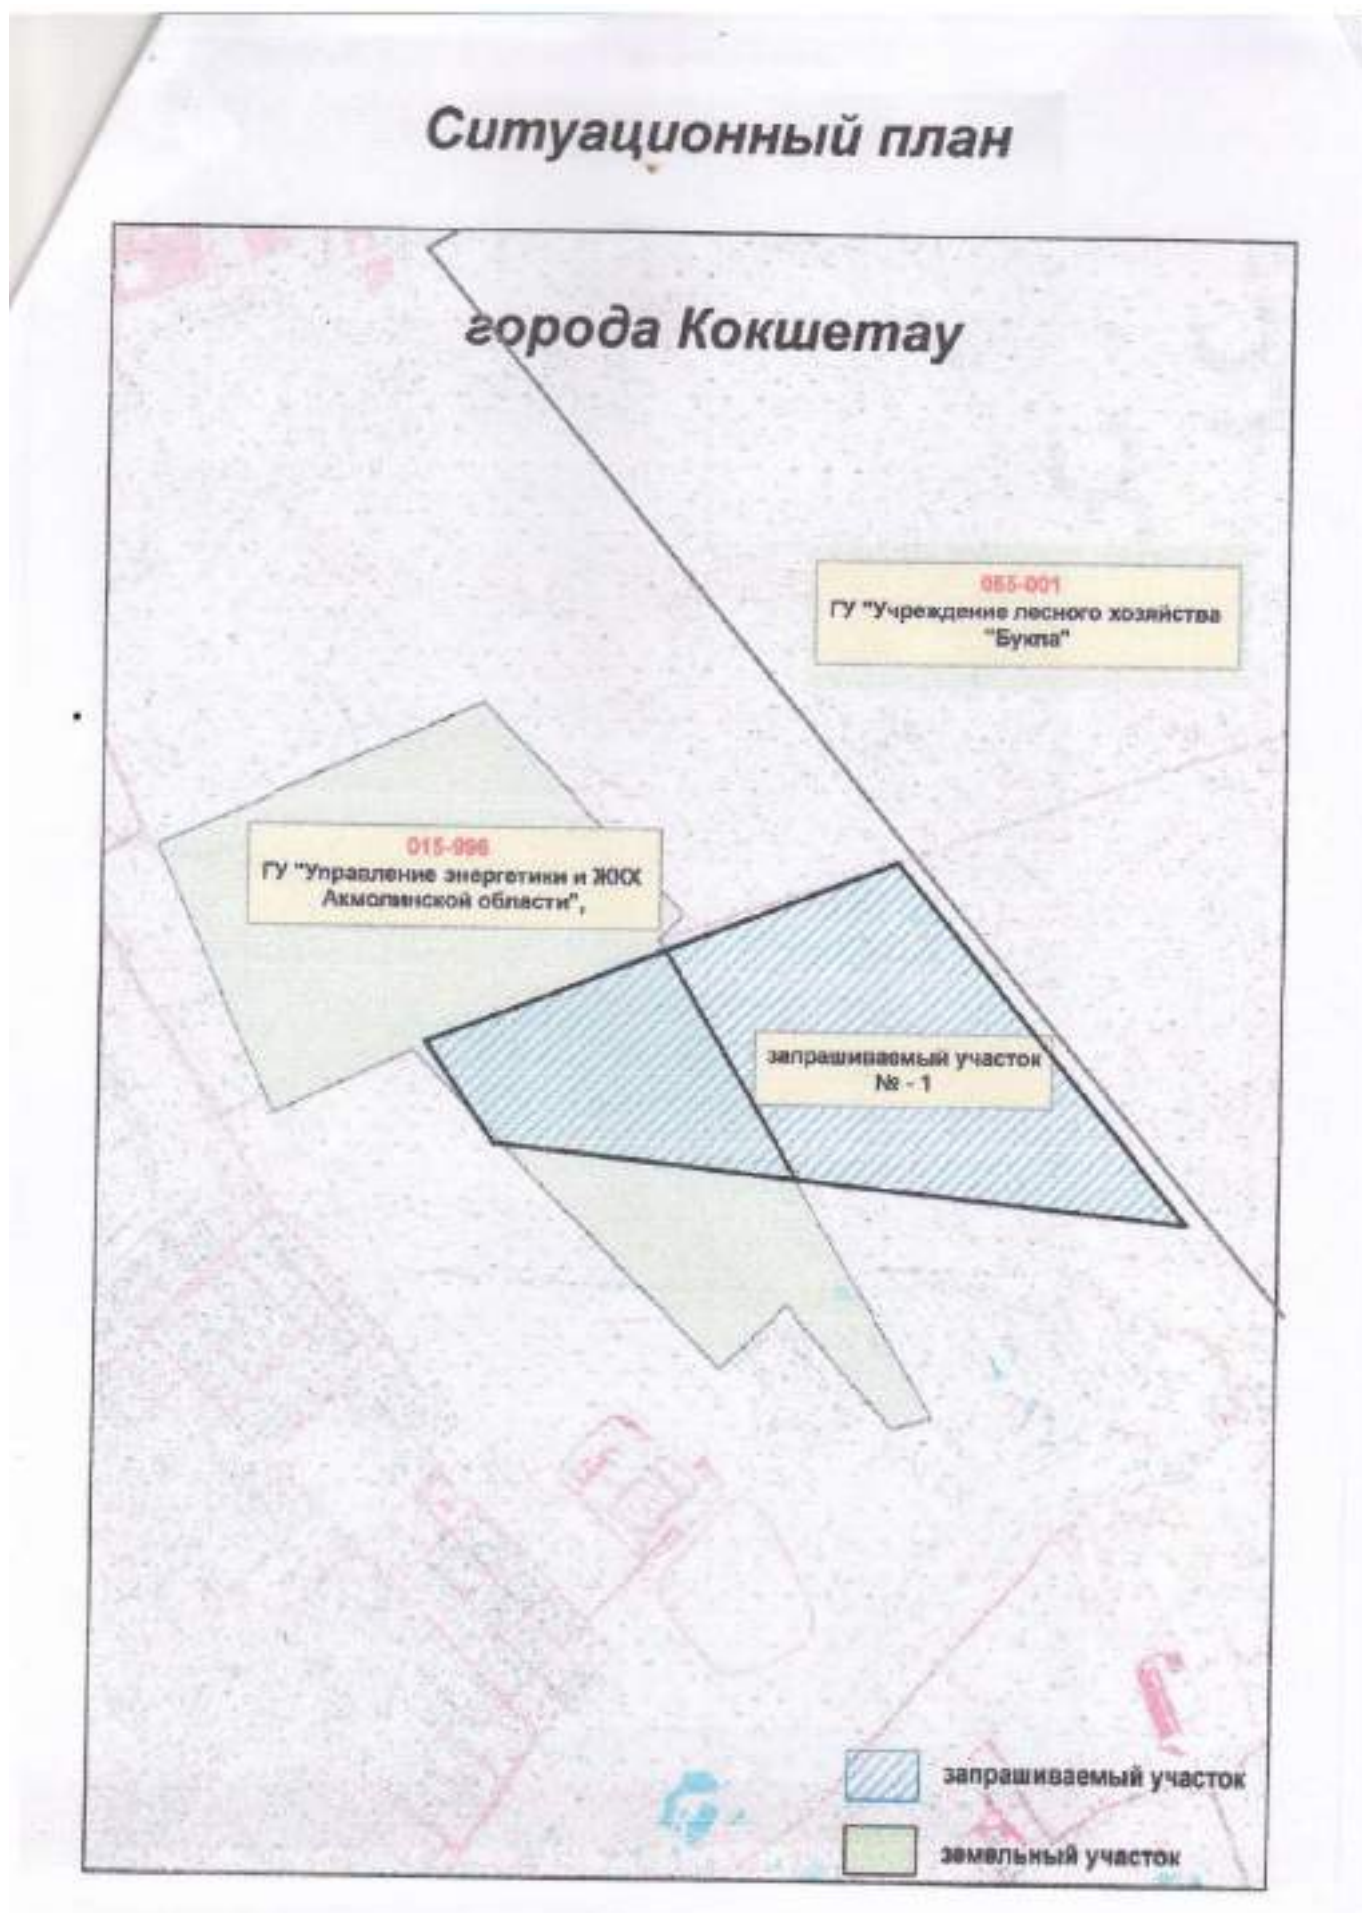 Ситуационный план
города Кокшетау
055-001
ГУ "Учреждение лесного хозяйства
"Букпа"
015-996
ГУ "Управление энергетики и ЖКХ
Акмолинской области",
запрашиваемый участок
№ - 1
запрашиваемый участок
земельный участок